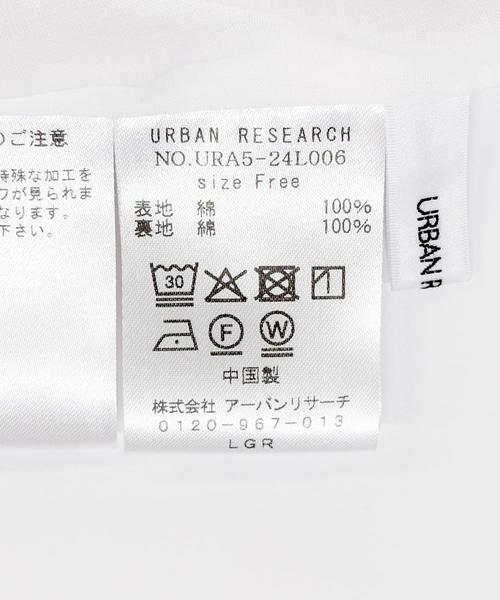 のご注意
特殊な加工を
ワが見られま
なります。
下さい。
URBAN RESEARCH
NO.URA5-24L006
size Free
表地 綿 100%
裏地 綿 100%
30
F W
中国製
株式会社 アーバンリサーチ
0120-967-013
LGR
URBAN R